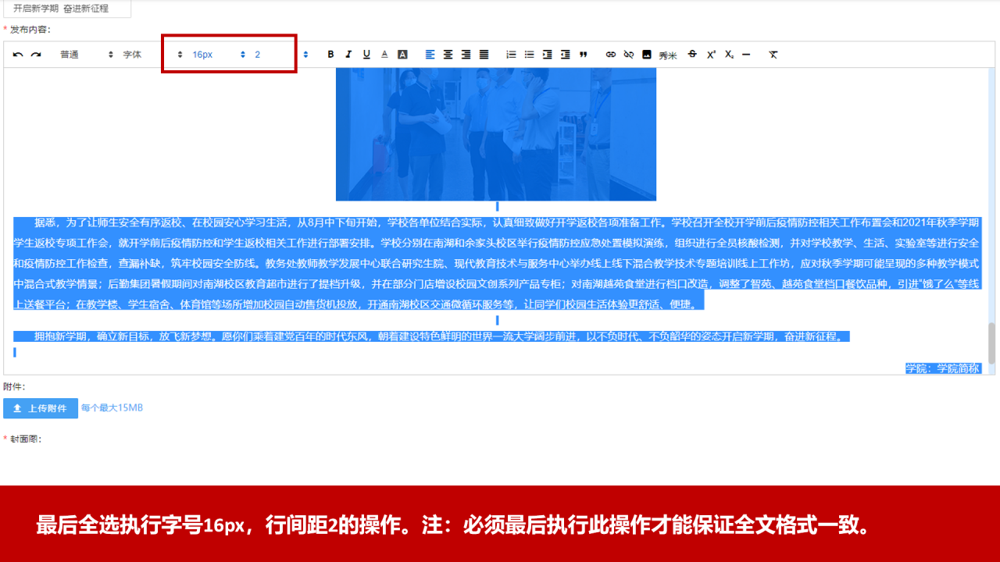 开启新学期 奋进新征程
* 发布内容：
普通 字体 16px 2 B I U A A 秀米 S X² X₂
据悉，为了让师生安全有序返校、在校园安心学习生活，从8月中下旬开始，学校各单位结合实际，认真细致做好开学返校各项准备工作。学校召开全校开学前后疫情防控相关工作布置会和2021年秋季学期
学生返校专项工作会，就开学前后疫情防控和学生返校相关工作进行部署安排。学校分别在南湖和余家头校区举行疫情防控应急处置模拟演练，组织进行全员核酸检测，并对学校教学、生活、实验室等进行安全
和疫情防控工作检查，查漏补缺，筑牢校园安全防线。教务处教师教学发展中心联合研究生院、现代教育技术与服务中心举办线上线下混合教学技术专题培训线上工作坊，应对秋季学期可能呈现的多种教学模式
中混合式教学情景；后勤集团暑假期间对南湖校区教育超市进行了提档升级，并在部分门店增设校园文创系列产品专柜；对南湖越苑食堂进行档口改造，调整了智苑、越苑食堂档口餐饮品种，引进"饿了么"等线
上送餐平台；在教学楼、学生宿舍、体育馆等场所增加校园自动售货机投放，开通南湖校区交通微循环服务等，让同学们校园生活体验更舒适、便捷。
拥抱新学期，确立新目标，放飞新梦想。愿你们乘着建党百年的时代东风，朝着建设特色鲜明的世界一流大学阔步前进，以不负时代、不负韶华的姿态开启新学期，奋进新征程。
学院：学院简称
附件：
上传附件 每个最大15MB
* 封面图：
最后全选执行字号16px，行间距2的操作。注：必须最后执行此操作才能保证全文格式一致。